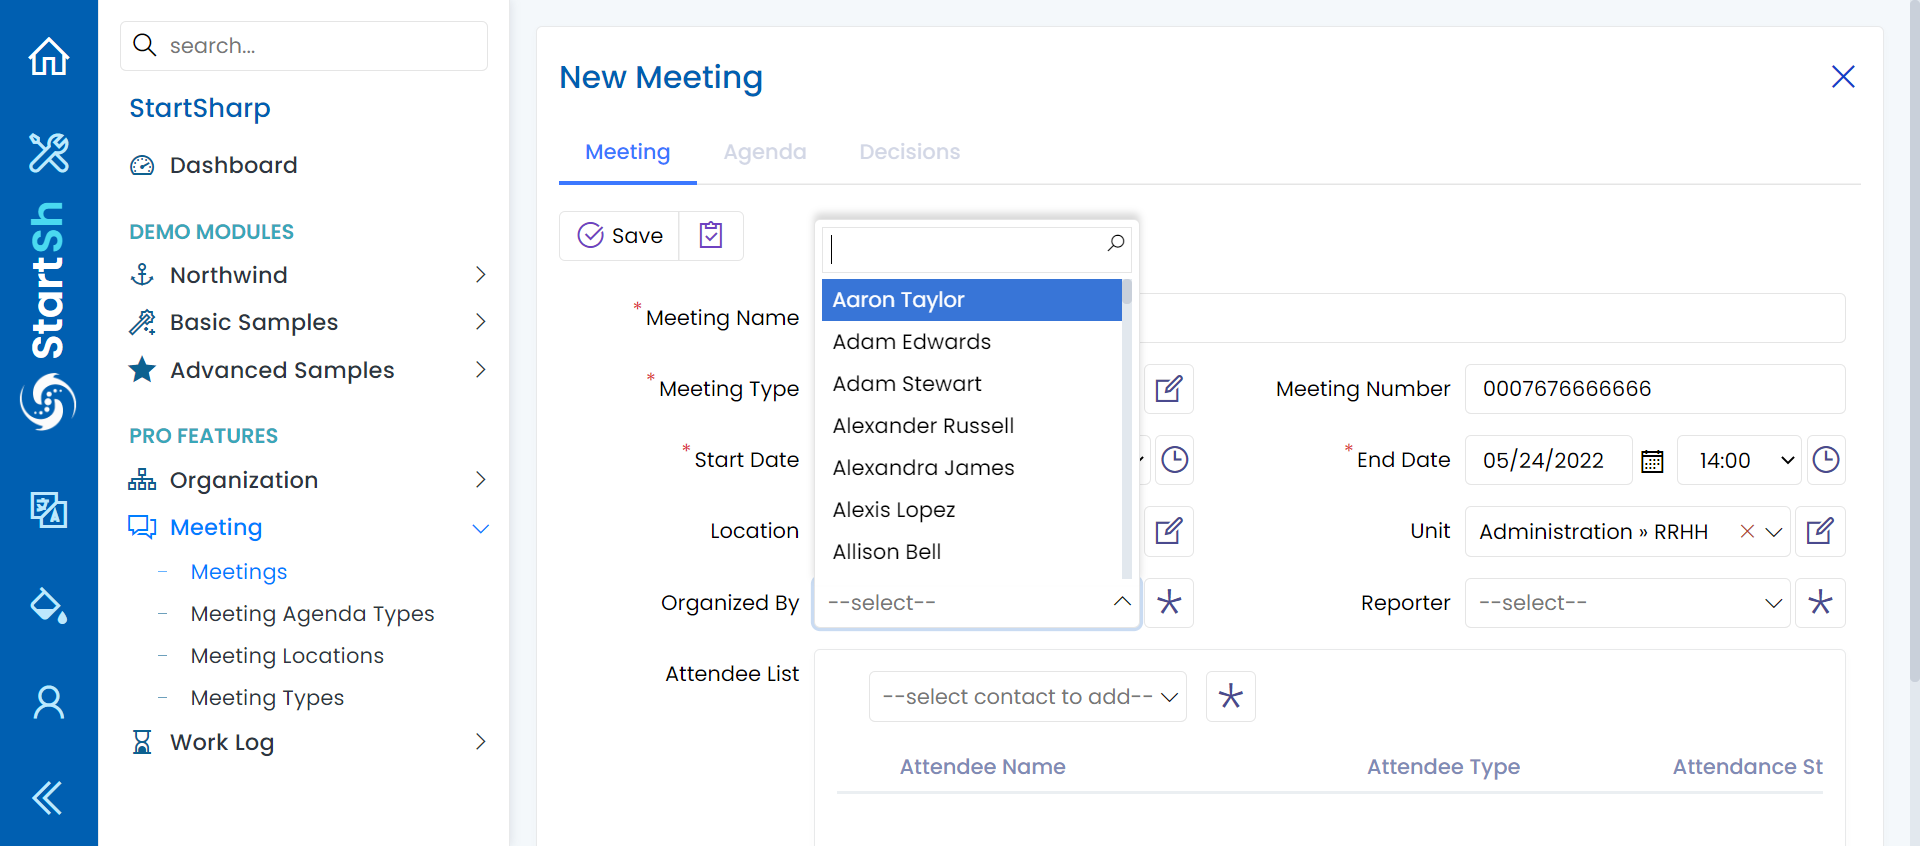 search...
StartSharp
Dashboard
DEMO MODULES
Northwind
Basic Samples
Advanced Samples
PRO FEATURES
Organization
Meeting
Meetings
Meeting Agenda Types
Meeting Locations
Meeting Types
Work Log
StartSh
New Meeting
Meeting
Agenda
Decisions
Save
Aaron Taylor
Adam Edwards
Adam Stewart
Alexander Russell
Alexandra James
Alexis Lopez
Allison Bell
* Meeting Name
* Meeting Type
Meeting Number 0007676666666
* Start Date
* End Date 05/24/2022 14:00
Location
Unit Administration » RRHH
Organized By --select--
Reporter --select--
Attendee List
--select contact to add--
Attendee Name Attendee Type Attendance St